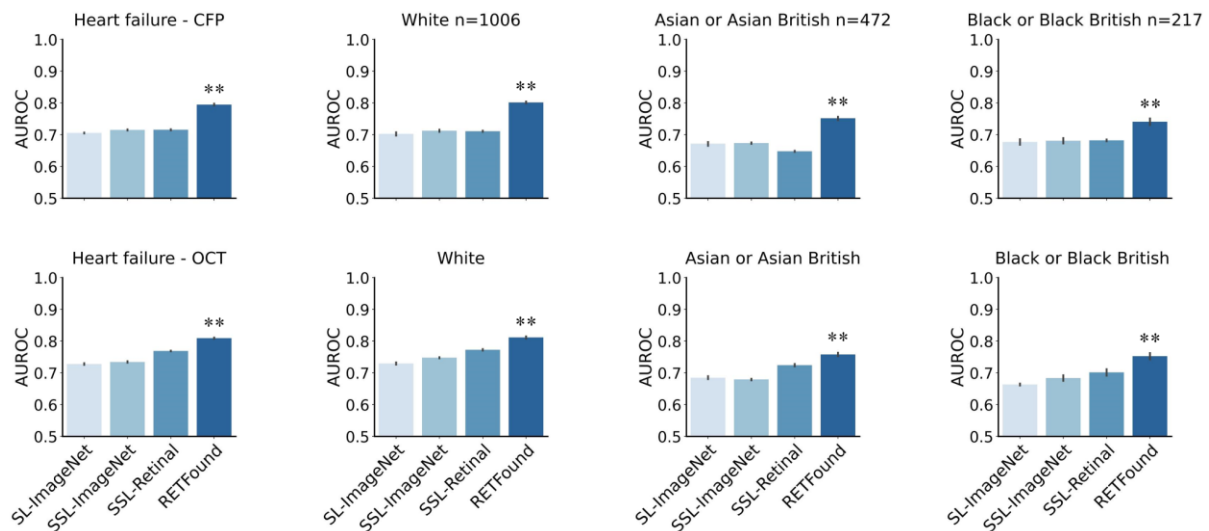 Heart failure - CFP
White n=1006
Asian or Asian British n=472
Black or Black British n=217
AUROC
1.0
0.9
0.8
0.7
0.6
0.5
**
AUROC
1.0
0.9
0.8
0.7
0.6
0.5
**
AUROC
1.0
0.9
0.8
0.7
0.6
0.5
**
AUROC
1.0
0.9
0.8
0.7
0.6
0.5
**
Heart failure - OCT
White
Asian or Asian British
Black or Black British
AUROC
1.0
0.9
0.8
0.7
0.6
0.5
**
AUROC
1.0
0.9
0.8
0.7
0.6
0.5
**
AUROC
1.0
0.9
0.8
0.7
0.6
0.5
**
AUROC
1.0
0.9
0.8
0.7
0.6
0.5
**
SL-ImageNet
SSL-ImageNet
SSL-Retinal
RETFound
SL-ImageNet
SSL-ImageNet
SSL-Retinal
RETFound
SL-ImageNet
SSL-ImageNet
SSL-Retinal
RETFound
SL-ImageNet
SSL-ImageNet
SSL-Retinal
RETFound